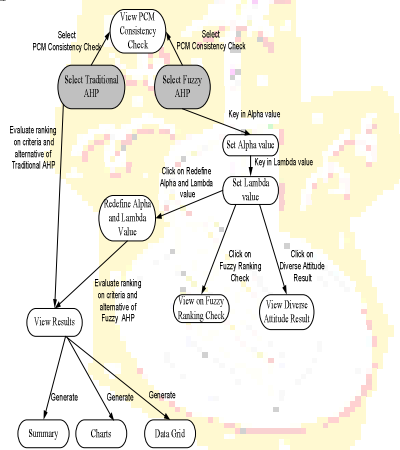 View PCM
Consistency
Check
Select
PCM Consistency Check
Select
PCM Consistency Check
Select Traditional
AHP
Select Fuzzy
AHP
Key in Alpha value
Evaluate ranking
on criteria and
alternative of
Traditional AHP
Set Alpha value
Key in Lambda value
Click on Redefine
Alpha and Lambda
value
Set Lambda
value
Redefine Alpha
and Lambda
Value
Click on
Fuzzy Ranking
Check
Click on
Diverse Attitude
Result
Evaluate ranking
on criteria and
alternative of
Fuzzy AHP
View on Fuzzy
Ranking Check
View Diverse
Attitude Result
View Results
Generate
Generate
Generate
Summary
Charts
Data Grid